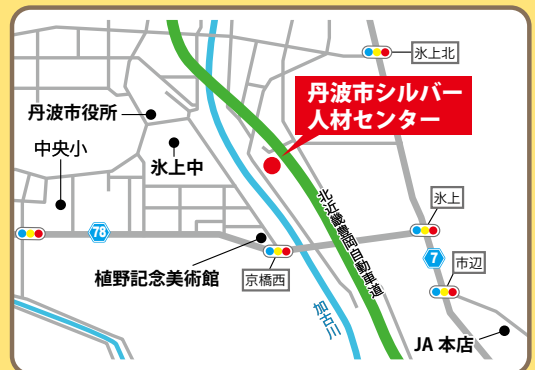 氷上北
丹波市シルバー
人材センター
丹波市役所
中央小
氷上中
氷上
78
北近畿豊岡自動車道
7
市辺
植野記念美術館
京橋西
加古川
JA 本店